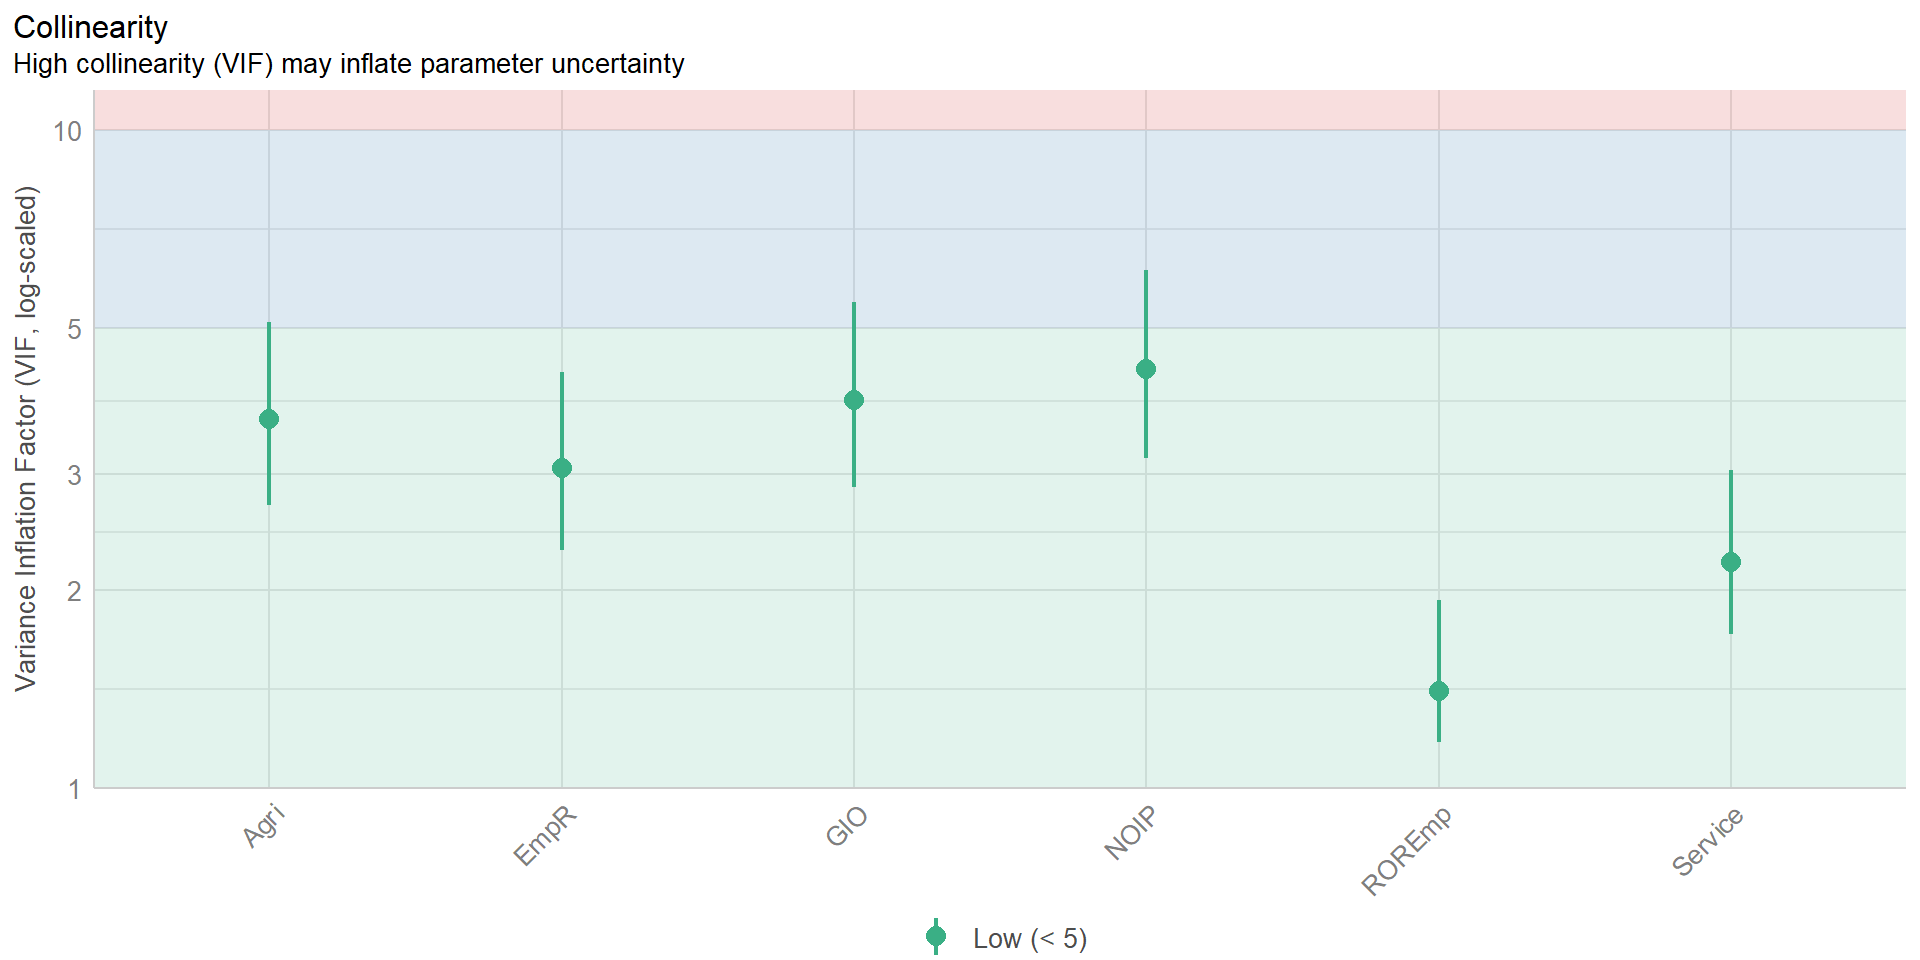 Collinearity
High collinearity (VIF) may inflate parameter uncertainty
Variance Inflation Factor (VIF, log-scaled)
10
5
3
2
1
Agri
EmpR
GIO
NOIP
ROREmp
Service
Low (< 5)